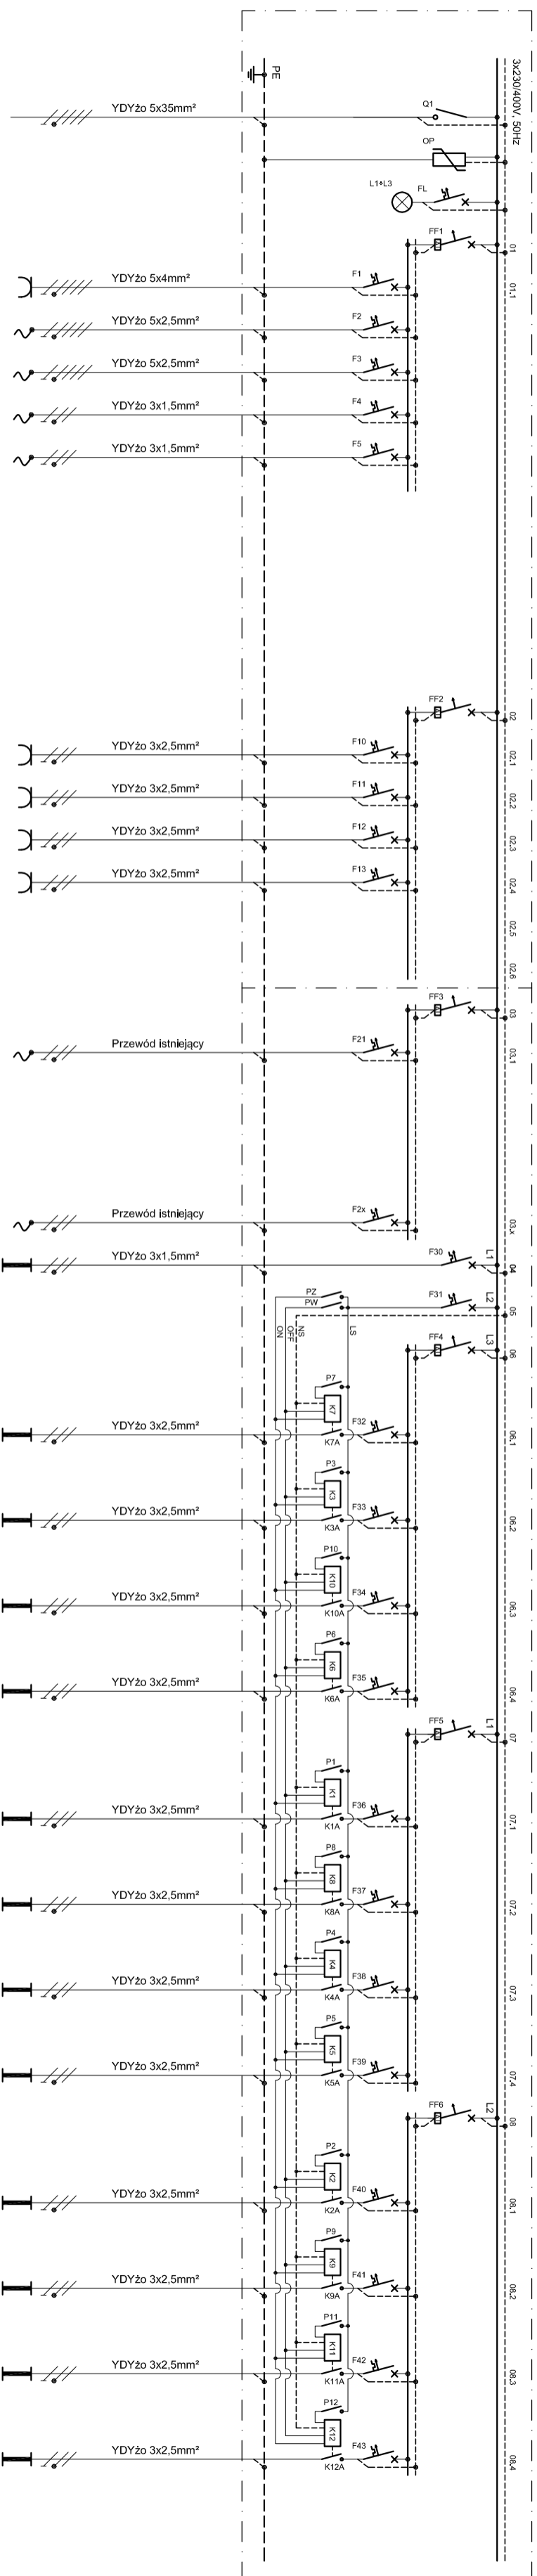 3x230/400V, 50Hz
PE
YDYżo 5x35mm²
Q1
OP
L1÷L3
FL
FF1
01
YDYżo 5x4mm²
F1
01.1
YDYżo 5x2,5mm²
F2
YDYżo 5x2,5mm²
F3
YDYżo 3x1,5mm²
F4
YDYżo 3x1,5mm²
F5
FF2
02
YDYżo 3x2,5mm²
F10
02.1
YDYżo 3x2,5mm²
F11
02.2
YDYżo 3x2,5mm²
F12
02.3
YDYżo 3x2,5mm²
F13
02.4
02.5
02.6
FF3
03
Przewód istniejący
F21
03.1
Przewód istniejący
F2x
03.x
YDYżo 3x1,5mm²
F30
L1
04
PZ
PW
F31
L2
05
ON
OFF
NS
LS
FF4
L3
06
P7
K7
YDYżo 3x2,5mm²
K7A
F32
06.1
P3
K3
YDYżo 3x2,5mm²
K3A
F33
06.2
P10
K10
YDYżo 3x2,5mm²
K10A
F34
06.3
P6
K6
YDYżo 3x2,5mm²
K6A
F35
06.4
FF5
L1
07
P1
K1
YDYżo 3x2,5mm²
K1A
F36
07.1
P8
K8
YDYżo 3x2,5mm²
K8A
F37
07.2
P4
K4
YDYżo 3x2,5mm²
K4A
F38
07.3
P5
K5
YDYżo 3x2,5mm²
K5A
F39
07.4
FF6
L2
08
P2
K2
YDYżo 3x2,5mm²
K2A
F40
08.1
P9
K9
YDYżo 3x2,5mm²
K9A
F41
08.2
P11
K11
YDYżo 3x2,5mm²
K11A
F42
08.3
P12
K12
YDYżo 3x2,5mm²
K12A
F43
08.4